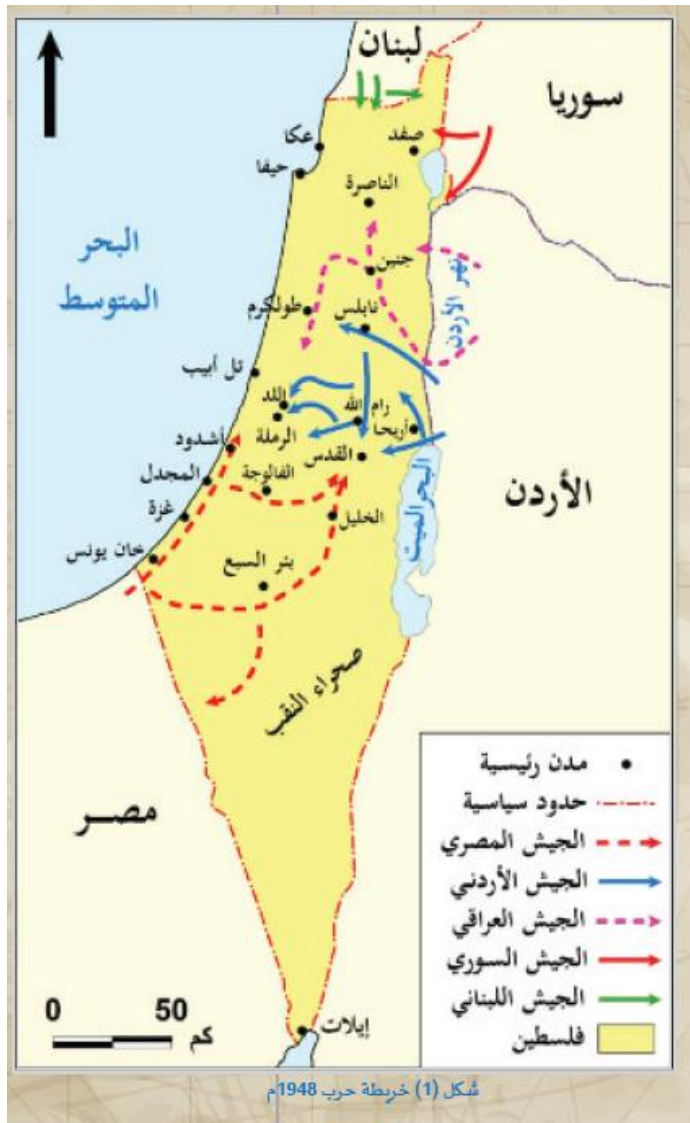 لبنان
سوريا
عكا
صفد
حيفا
الناصرة
البحر
المتوسط
جنين
نهر الأردن
طولكرم
نابلس
تل أبيب
اللد
رام
الله
أريحا
الرملة
أشدود
القدس
المجدل
الفالوجة
البحر الميت
الأردن
غزة
الخليل
خان يونس
بئر السبع
صحراء النقب
مصر
مدن رئيسية
حدود سياسية
الجيش المصري
الجيش الأردني
الجيش العراقي
الجيش السوري
الجيش اللبناني
فلسطين
0 50
كم
إيلات
شكل (1) خريطة حرب 1948م